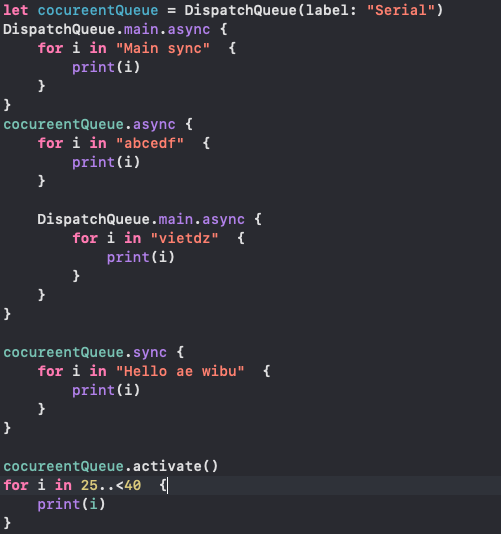 let cocureentQueue = DispatchQueue(label: "Serial")
DispatchQueue.main.async {
    for i in "Main sync"  {
        print(i)
    }
}
cocureentQueue.async {
    for i in "abcedf"  {
        print(i)
    }

    DispatchQueue.main.async {
        for i in "vietdz"  {
            print(i)
        }
    }
}

cocureentQueue.sync {
    for i in "Hello ae wibu"  {
        print(i)
    }
}

cocureentQueue.activate()
for i in 25..<40  {
    print(i)
}